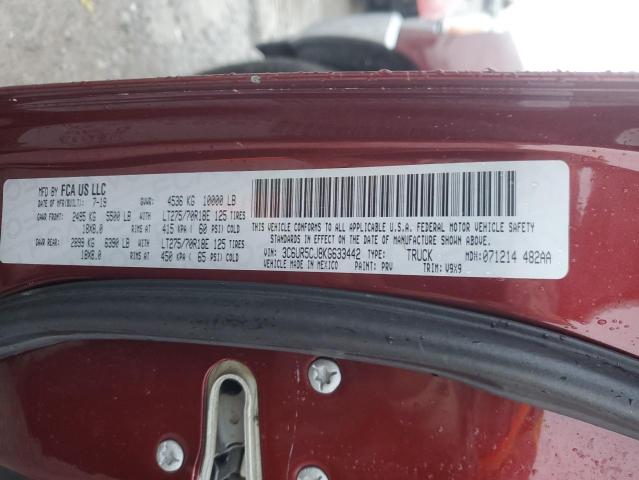 MFD BY FCA US LLC
DATE OF MFR(BUILT): 7-19 GVWR: 4536 KG 10000 LB
GAWR FRONT 2495 KG 5500 LB WITH LT275/70R18E 125 TIRES
18X8.0 RIMS AT 415 KPA ( 60 PSI) COLD
GAWR REAR 2899 KG 6390 LB WITH LT275/70R18E 125 TIRES
18X8.0 RIMS AT 450 KPA ( 65 PSI) COLD
THIS VEHICLE CONFORMS TO ALL APPLICABLE U.S.A. FEDERAL MOTOR VEHICLE SAFETY
STANDARDS IN EFFECT ON THE DATE OF MANUFACTURE SHOWN ABOVE.
VIN: 3C6UR5CJ8KG633442 TYPE: TRUCK MDH: 071214 482AA
VEHICLE MADE IN MEXICO PAINT: PRV TRIM: V9X9